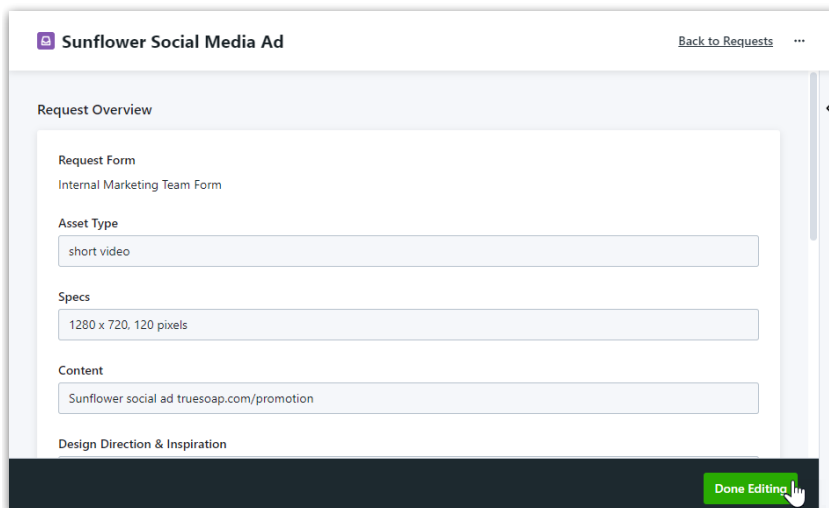 Sunflower Social Media Ad
Back to Requests
Request Overview
Request Form
Internal Marketing Team Form
Asset Type
short video
Specs
1280 x 720, 120 pixels
Content
Sunflower social ad truesoap.com/promotion
Design Direction & Inspiration
Done Editing